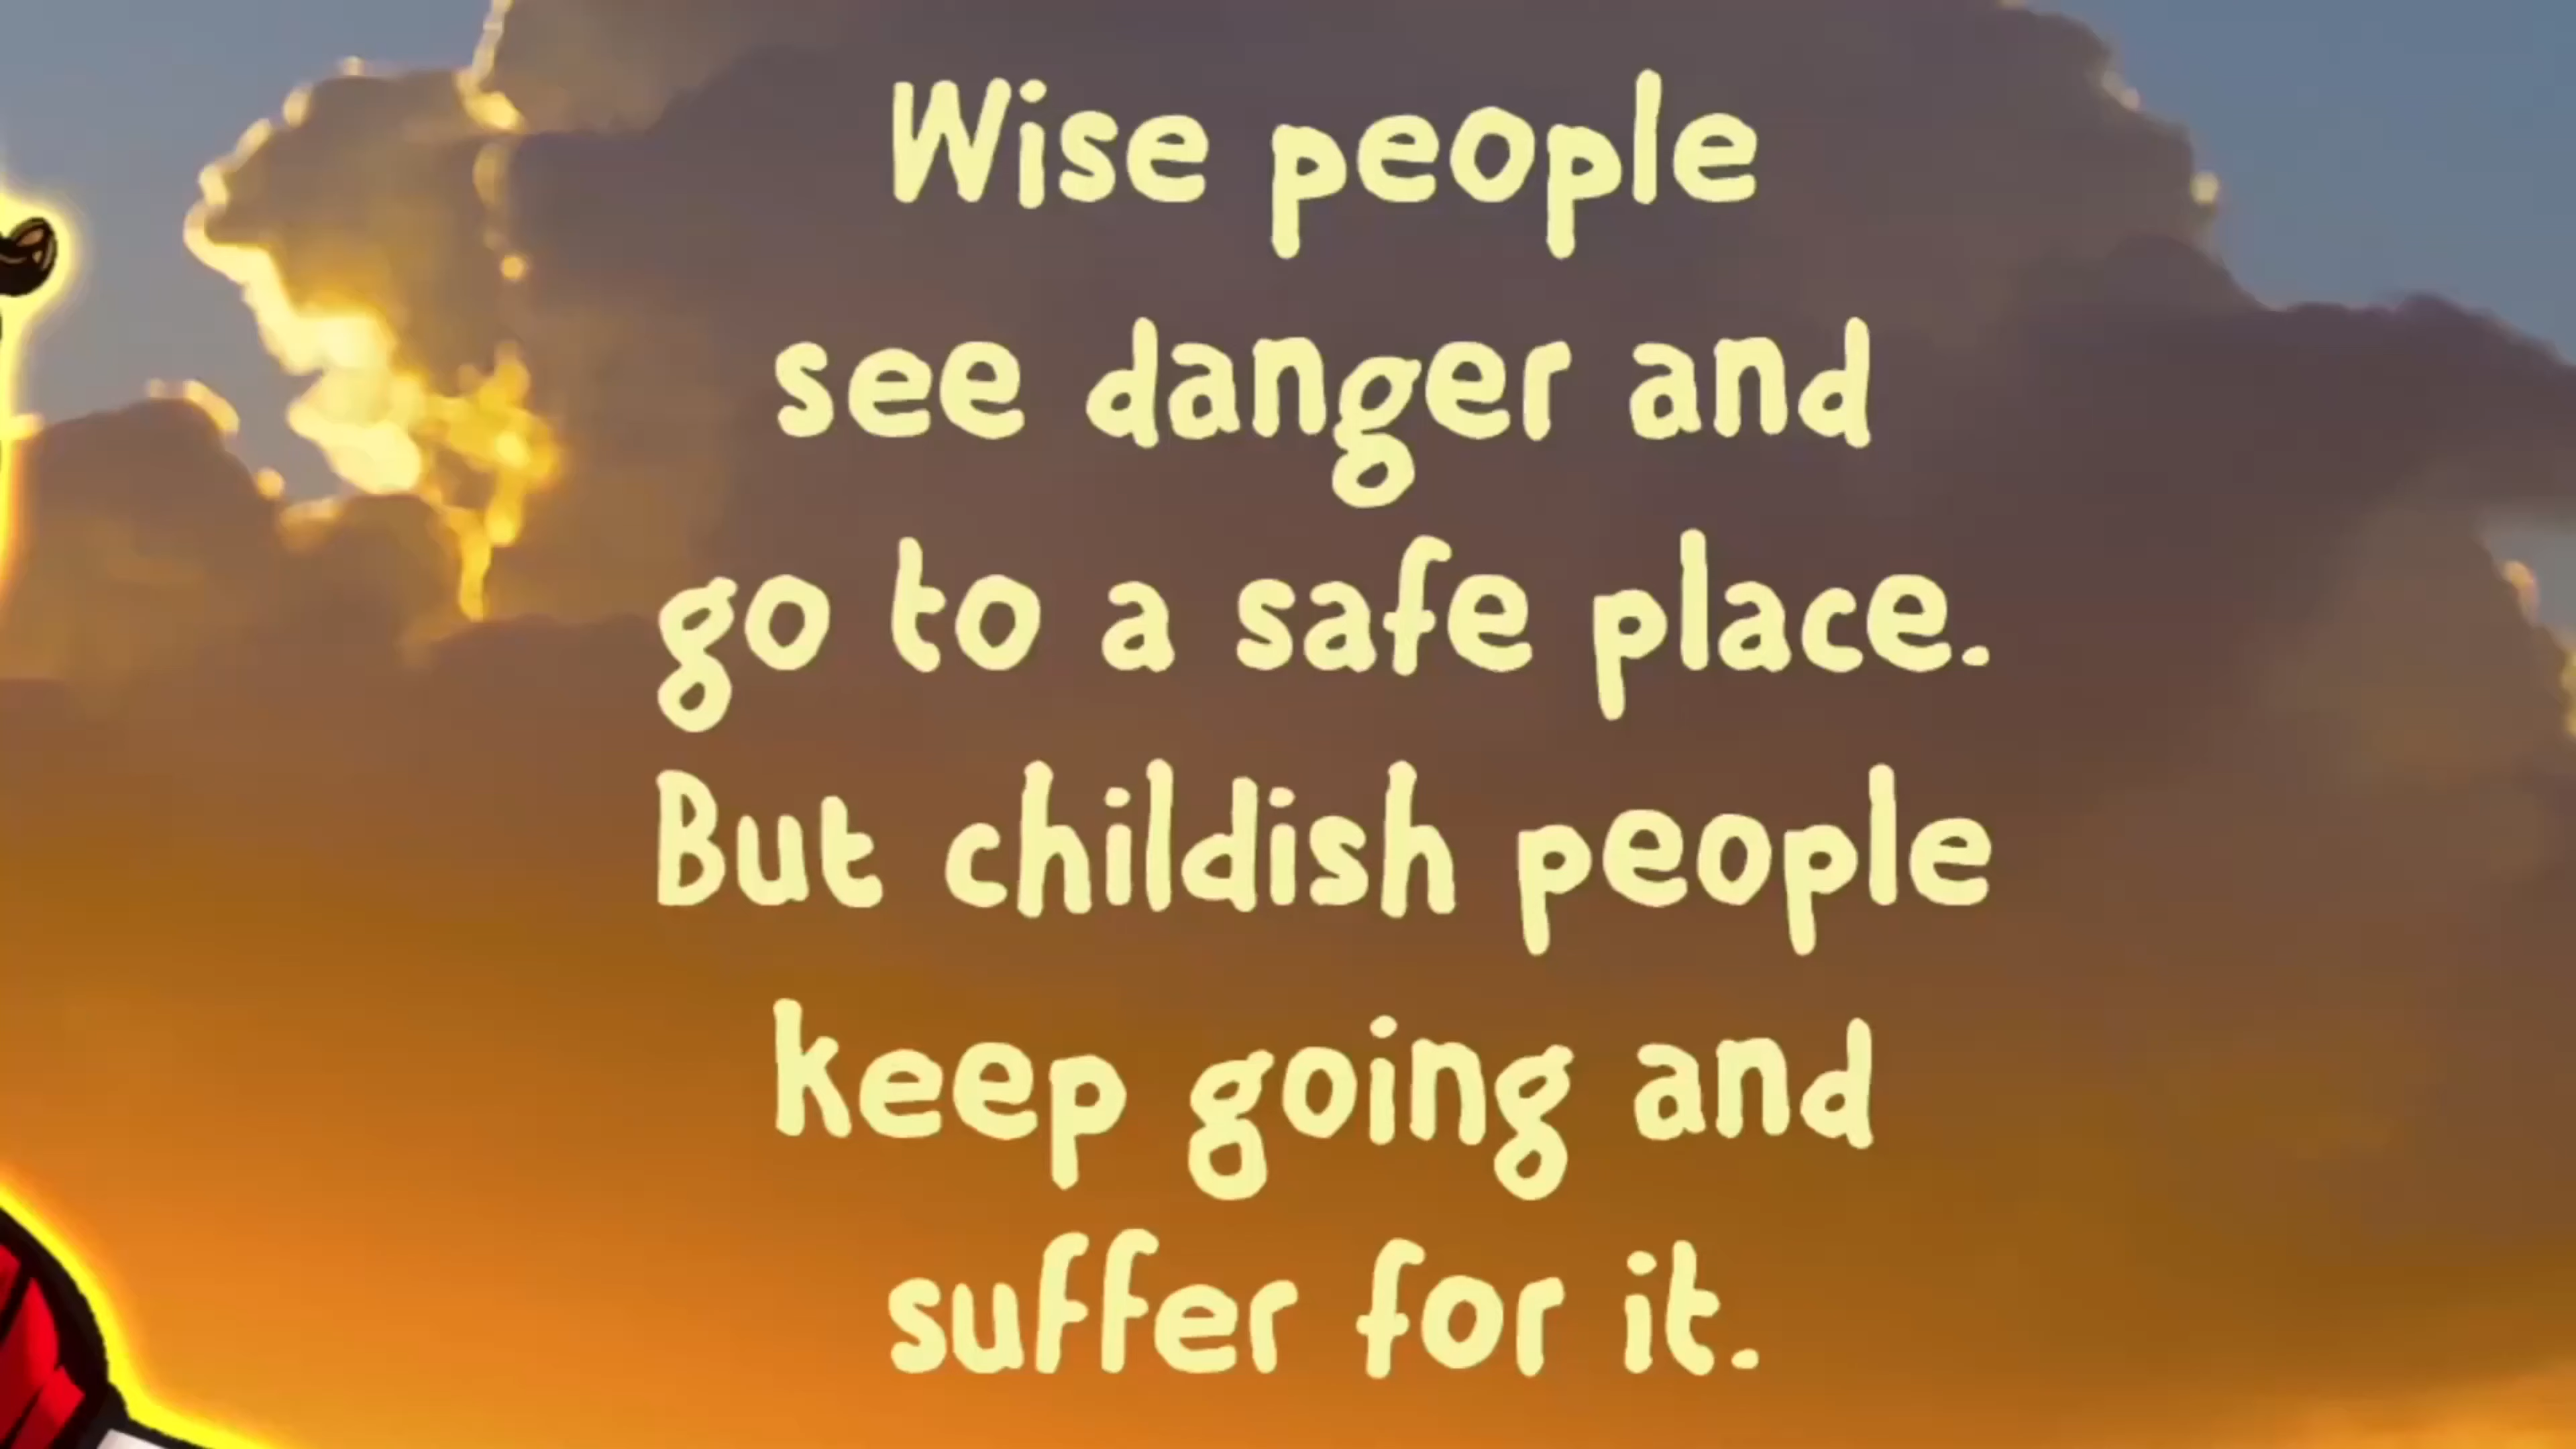 Wise people
see danger and
go to a safe place.
But childish people
keep going and
suffer for it.